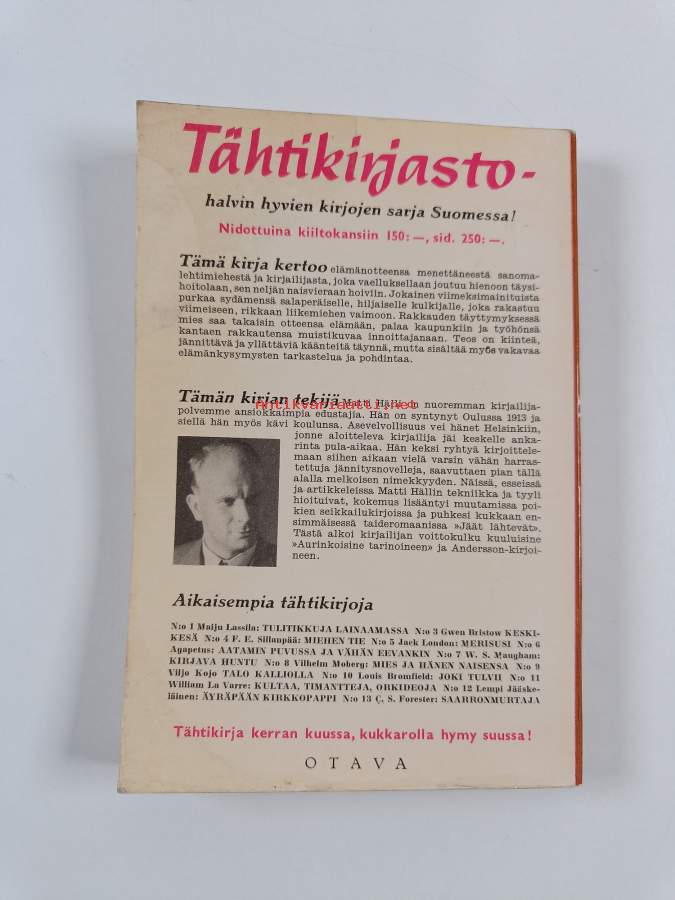 Tähtikirjasto-
halvin hyvien kirjojen sarja Suomessa!
Nidottuina kiiltokansiin 150:—, sid. 250:—.
Tämä kirja kertoo elämänotteensa menettäneestä sanoma-
lehtimiehestä ja kirjailijasta, joka vaelluksellaan joutuu hienoon täysi-
hoitolaan, sen neljän naisvieraan hoiviin. Jokainen viimeksimainituista
purkaa sydämensä salaperäiselle, hiljaiselle kulkijalle, joka rakastuu
viimeiseen, rikkaan liikemiehen vaimoon. Rakkauden täyttymyksessä
mies saa takaisin otteensa elämään, palaa kaupunkiin ja työhönsä
kantaen rakkautensa muistikuvaa innoittajanaan. Teos on kiinteä,
jännittävä ja yllättäviä käänteitä täynnä, mutta sisältää myös vakavaa
elämänkysymysten tarkastelua ja pohdintaa.
Tämän kirjan tekijä Matti Hälli on nuoremman kirjailija-
Antikvariaatti.net
polvemme ansiokkaimpia edustajia. Hän on syntynyt Oulussa 1913 ja
siellä hän myös kävi koulunsa. Asevelvollisuus vei hänet Helsinkiin,
jonne aloitteleva kirjailija jäi keskelle anka-
rinta pula-aikaa. Hän keksi ryhtyä kirjoittele-
maan siihen aikaan vielä varsin vähän harras-
tettuja jännitysnovelleja, saavuttaen pian tällä
alalla melkoisen nimekkyyden. Näissä, esseissä
ja artikkeleissa Matti Hällin tekniikka ja tyyli
hioituivat, kokemus lisääntyi muutamissa poi-
kien seikkailukirjoissa ja puhkesi kukkaan en-
simmäisessä taideromaanissa »Jäät lähtevät».
Tästä alkoi kirjailijan voittokulku kuuluisine
»Aurinkoisine tarinoineen» ja Andersson-kirjoi-
neen.
Aikaisempia tähtikirjoja
N:o 1 Maiju Lassila: TULITIKKUJA LAINAAMASSA N:o 3 Gwen Bristow KESKI-
KESÄ N:o 4 F. E. Sillanpää: MIEHEN TIE N:o 5 Jack London: MERISUSI N:o 6
Agapetus: AATAMIN PUVUSSA JA VÄHÄN EEVANKIN N:o 7 W. S. Maugham:
KIRJAVA HUNTU N:o 8 Vilhelm Moberg: MIES JA HÄNEN NAISENSA N:o 9
Viljo Kojo TALO KALLIOLLA N:o 10 Louis Bromfield: JOKI TULVII N:o 11
William La Varre: KULTAA, TIMANTTEJA, ORKIDEOJA N:o 12 Lempi Jääske-
läinen: ÄYRÄPÄÄN KIRKKOPAPPI N:o 13 C. S. Forester: SAARRONMURTAJA
Tähtikirja kerran kuussa, kukkarolla hymy suussa!
OTAVA